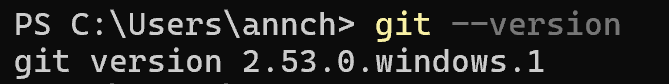 PS C:\Users\annch> git --version
git version 2.53.0.windows.1